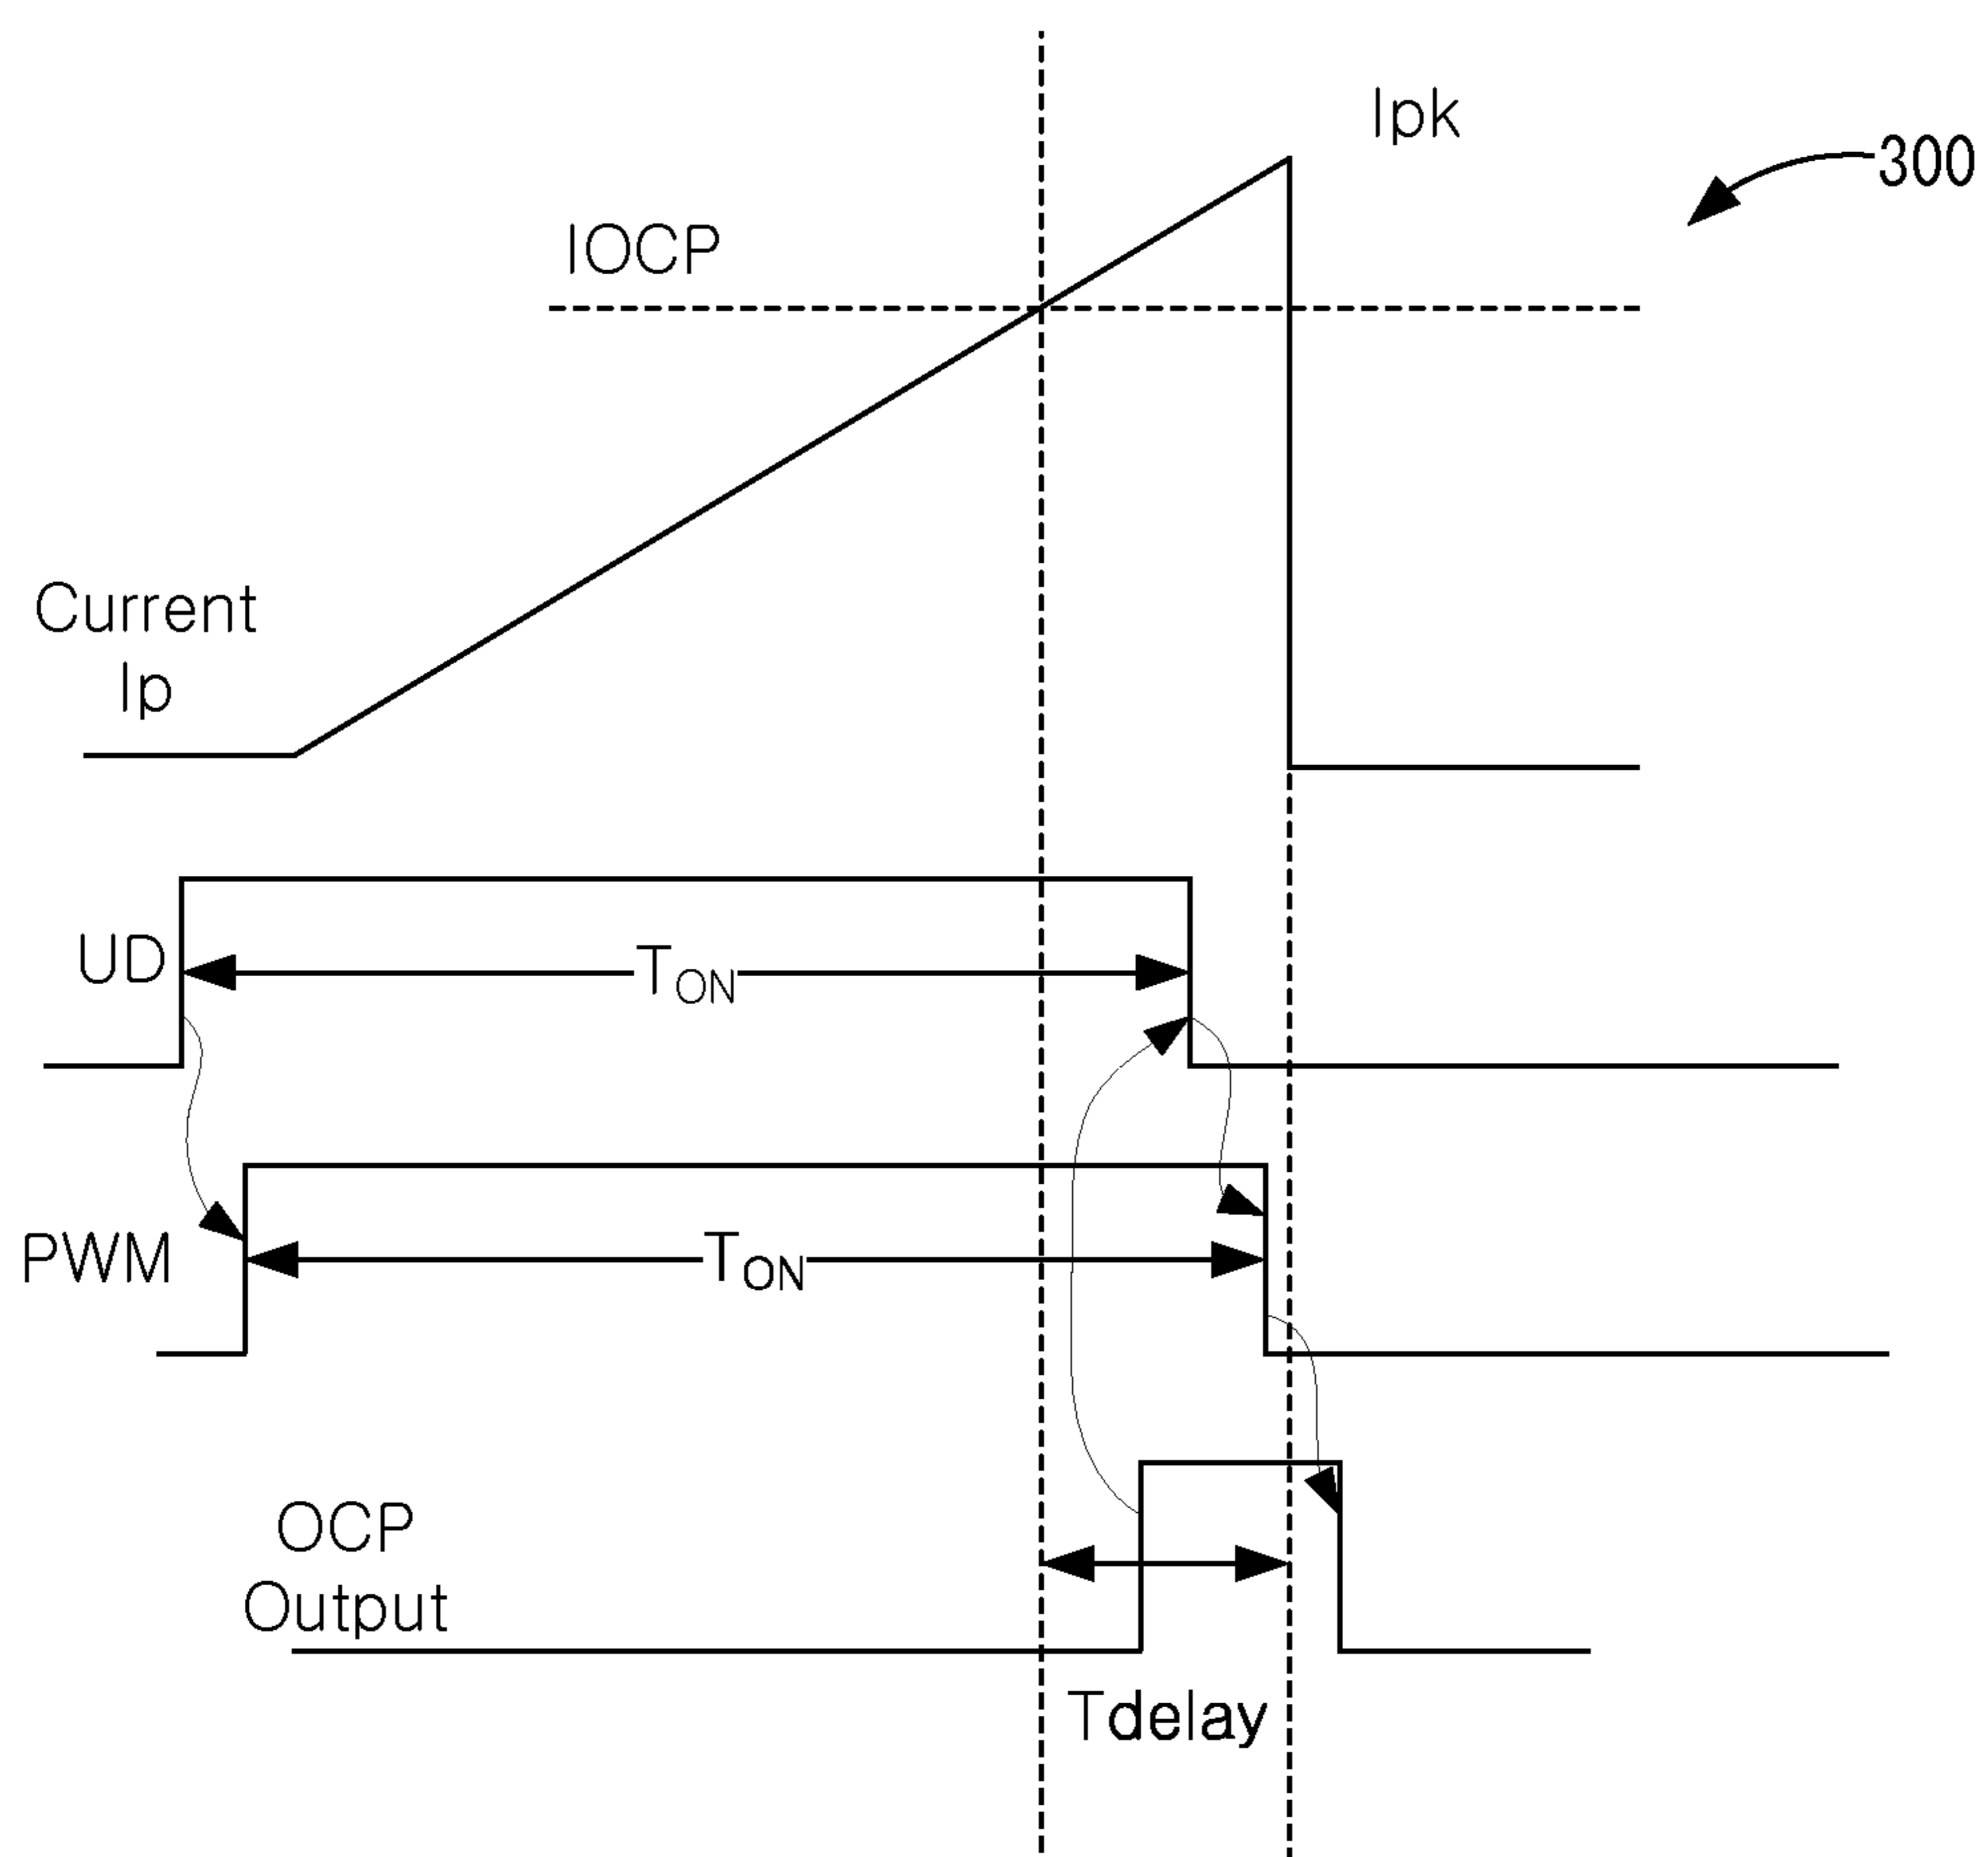 Ipk
300
IOCP
Current
Ip
UD
TON
PWM
TON
OCP
Output
Tdelay